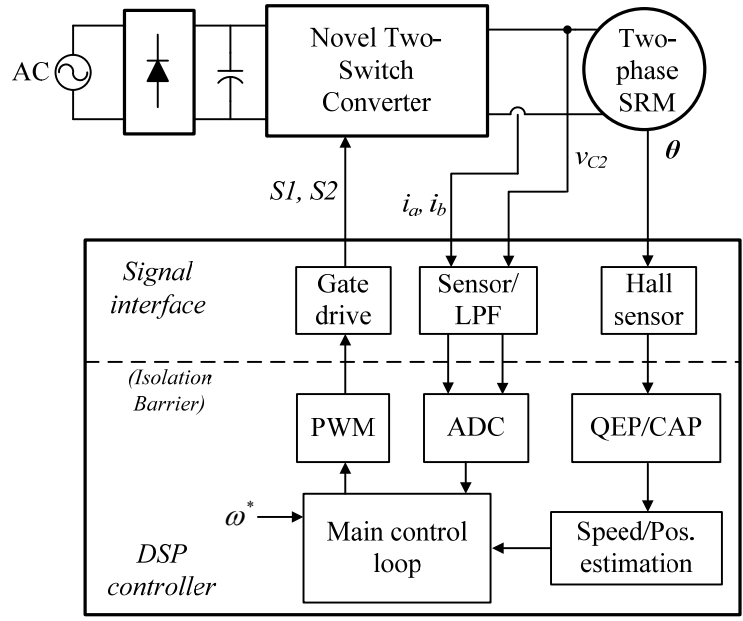 AC
Novel Two-
Switch
Converter
Two-
phase
SRM
S1, S2
i_a, i_b
v_C2
θ
Signal
interface
Gate
drive
Sensor/
LPF
Hall
sensor
(Isolation
Barrier)
PWM
ADC
QEP/CAP
ω*
Main control
loop
Speed/Pos.
estimation
DSP
controller